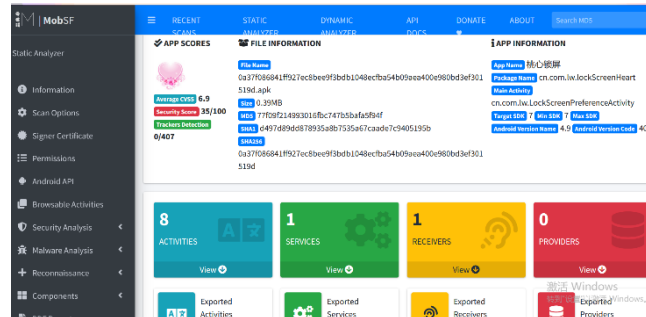 MobSF
RECENT SCANS
STATIC ANALYZER
DYNAMIC ANALYZER
API DOCS
DONATE ♥
ABOUT
Search MD5
Static Analyzer
Information
Scan Options
Signer Certificate
Permissions
Android API
Browsable Activities
Security Analysis
Malware Analysis
Reconnaissance
Components
APP SCORES
Average CVSS 6.9
Security Score 35/100
Trackers Detection
0/407
FILE INFORMATION
File Name
0a37f086841ff927ec8bee9f3bdb1048ecfba54b09aea400e980bd3ef301
519d.apk
Size 0.39MB
MD5 77f09f214993016fbc747b5bafa5f94f
SHA1 d497d89dd878935a8b7535a67caade7c9405195b
SHA256
0a37f086841ff927ec8bee9f3bdb1048ecfba54b09aea400e980bd3ef301
519d
APP INFORMATION
App Name 桃心锁屏
Package Name cn.com.lw.lockScreenHeart
Main Activity
cn.com.lw.LockScreenPreferenceActivity
Target SDK 7 Min SDK 7 Max SDK
Android Version Name 4.9 Android Version Code 40
8
ACTIVITIES
View
1
SERVICES
View
1
RECEIVERS
View
0
PROVIDERS
View
激活 Windows
Exported
Activities
Exported
Services
Exported
Receivers
Exported
Providers